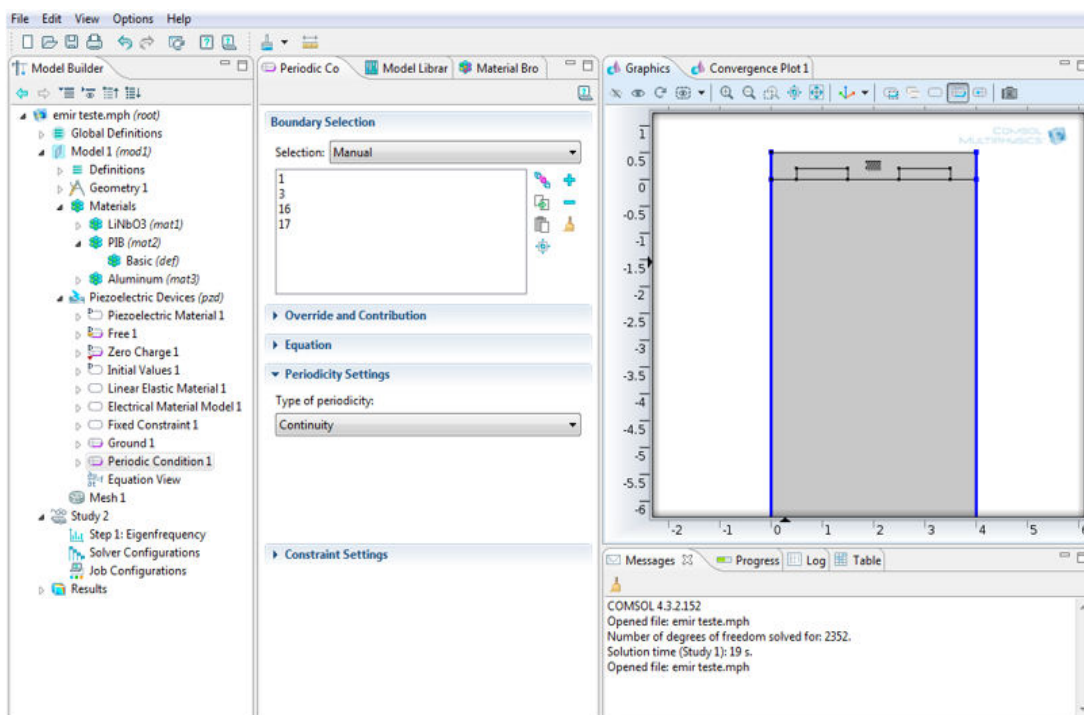 File Edit View Options Help
Model Builder
emir teste.mph (root)
Global Definitions
Model 1 (mod1)
Definitions
Geometry 1
Materials
LiNbO3 (mat1)
PIB (mat2)
Basic (def)
Aluminum (mat3)
Piezoelectric Devices (pzd)
Piezoelectric Material 1
Free 1
Zero Charge 1
Initial Values 1
Linear Elastic Material 1
Electrical Material Model 1
Fixed Constraint 1
Ground 1
Periodic Condition 1
Equation View
Mesh 1
Study 2
Step 1: Eigenfrequency
Solver Configurations
Job Configurations
Results
Periodic Co
Model Librar
Material Bro
Boundary Selection
Selection: Manual
1
3
16
17
Override and Contribution
Equation
Periodicity Settings
Type of periodicity:
Continuity
Constraint Settings
Graphics
Convergence Plot 1
COMSOL
MULTIPHYSICS
1
0.5
0
-0.5
-1
-1.5
-2
-2.5
-3
-3.5
-4
-4.5
-5
-5.5
-6
-2 -1 0 1 2 3 4 5
Messages
Progress
Log
Table
COMSOL 4.3.2.152
Opened file: emir teste.mph
Number of degrees of freedom solved for: 2352.
Solution time (Study 1): 19 s.
Opened file: emir teste.mph